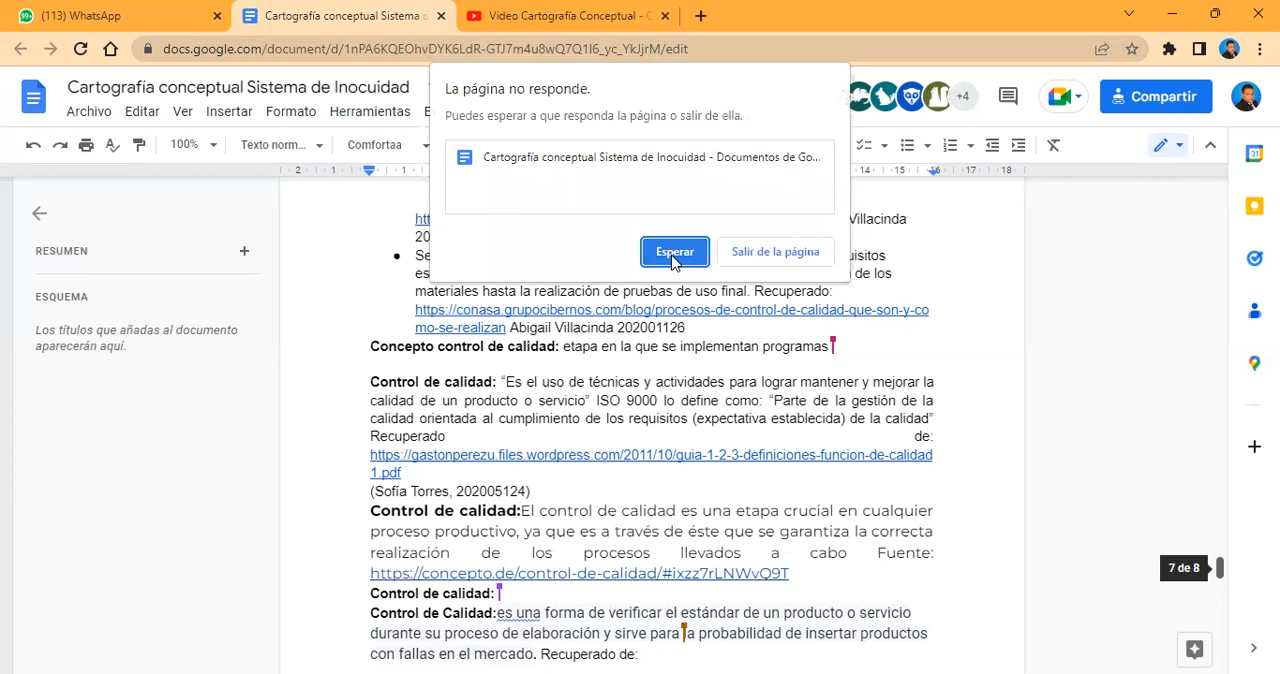 99+ (113) WhatsApp
Cartografía conceptual Sistema
Video Cartografía Conceptual -
docs.google.com/document/d/1nPA6KQEOhvDYK6LdR-GTJ7m4u8wQ7Q1I6_yc_YkJjrM/edit
Cartografía conceptual Sistema de Inocuidad
+4
Compartir
Archivo Editar Ver Insertar Formato Herramientas E
100% Texto norm... Comfortaa
La página no responde.
Puedes esperar a que responda la página o salir de ella.
Cartografía conceptual Sistema de Inocuidad - Documentos de Go...
Esperar Salir de la página
2 1 1 14 15 16 17 18
31
RESUMEN
ESQUEMA
Los títulos que añadas al documento
aparecerán aquí.
htt Villacinda
20
Se uisitos
es n de los
materiales hasta la realización de pruebas de uso final. Recuperado:
https://conasa.grupocibernos.com/blog/procesos-de-control-de-calidad-que-son-y-co
mo-se-realizan Abigail Villacinda 202001126
Concepto control de calidad: etapa en la que se implementan programas
Control de calidad: “Es el uso de técnicas y actividades para lograr mantener y mejorar la
calidad de un producto o servicio” ISO 9000 lo define como: “Parte de la gestión de la
calidad orientada al cumplimiento de los requisitos (expectativa establecida) de la calidad”
Recuperado de:
https://gastonperezu.files.wordpress.com/2011/10/guia-1-2-3-definiciones-funcion-de-calidad
1.pdf
(Sofía Torres, 202005124)
Control de calidad:El control de calidad es una etapa crucial en cualquier
proceso productivo, ya que es a través de éste que se garantiza la correcta
realización de los procesos llevados a cabo Fuente:
https://concepto.de/control-de-calidad/#ixzz7rLNWvQ9T
Control de calidad:
Control de Calidad:es una forma de verificar el estándar de un producto o servicio
durante su proceso de elaboración y sirve para la probabilidad de insertar productos
con fallas en el mercado. Recuperado de:
7 de 8